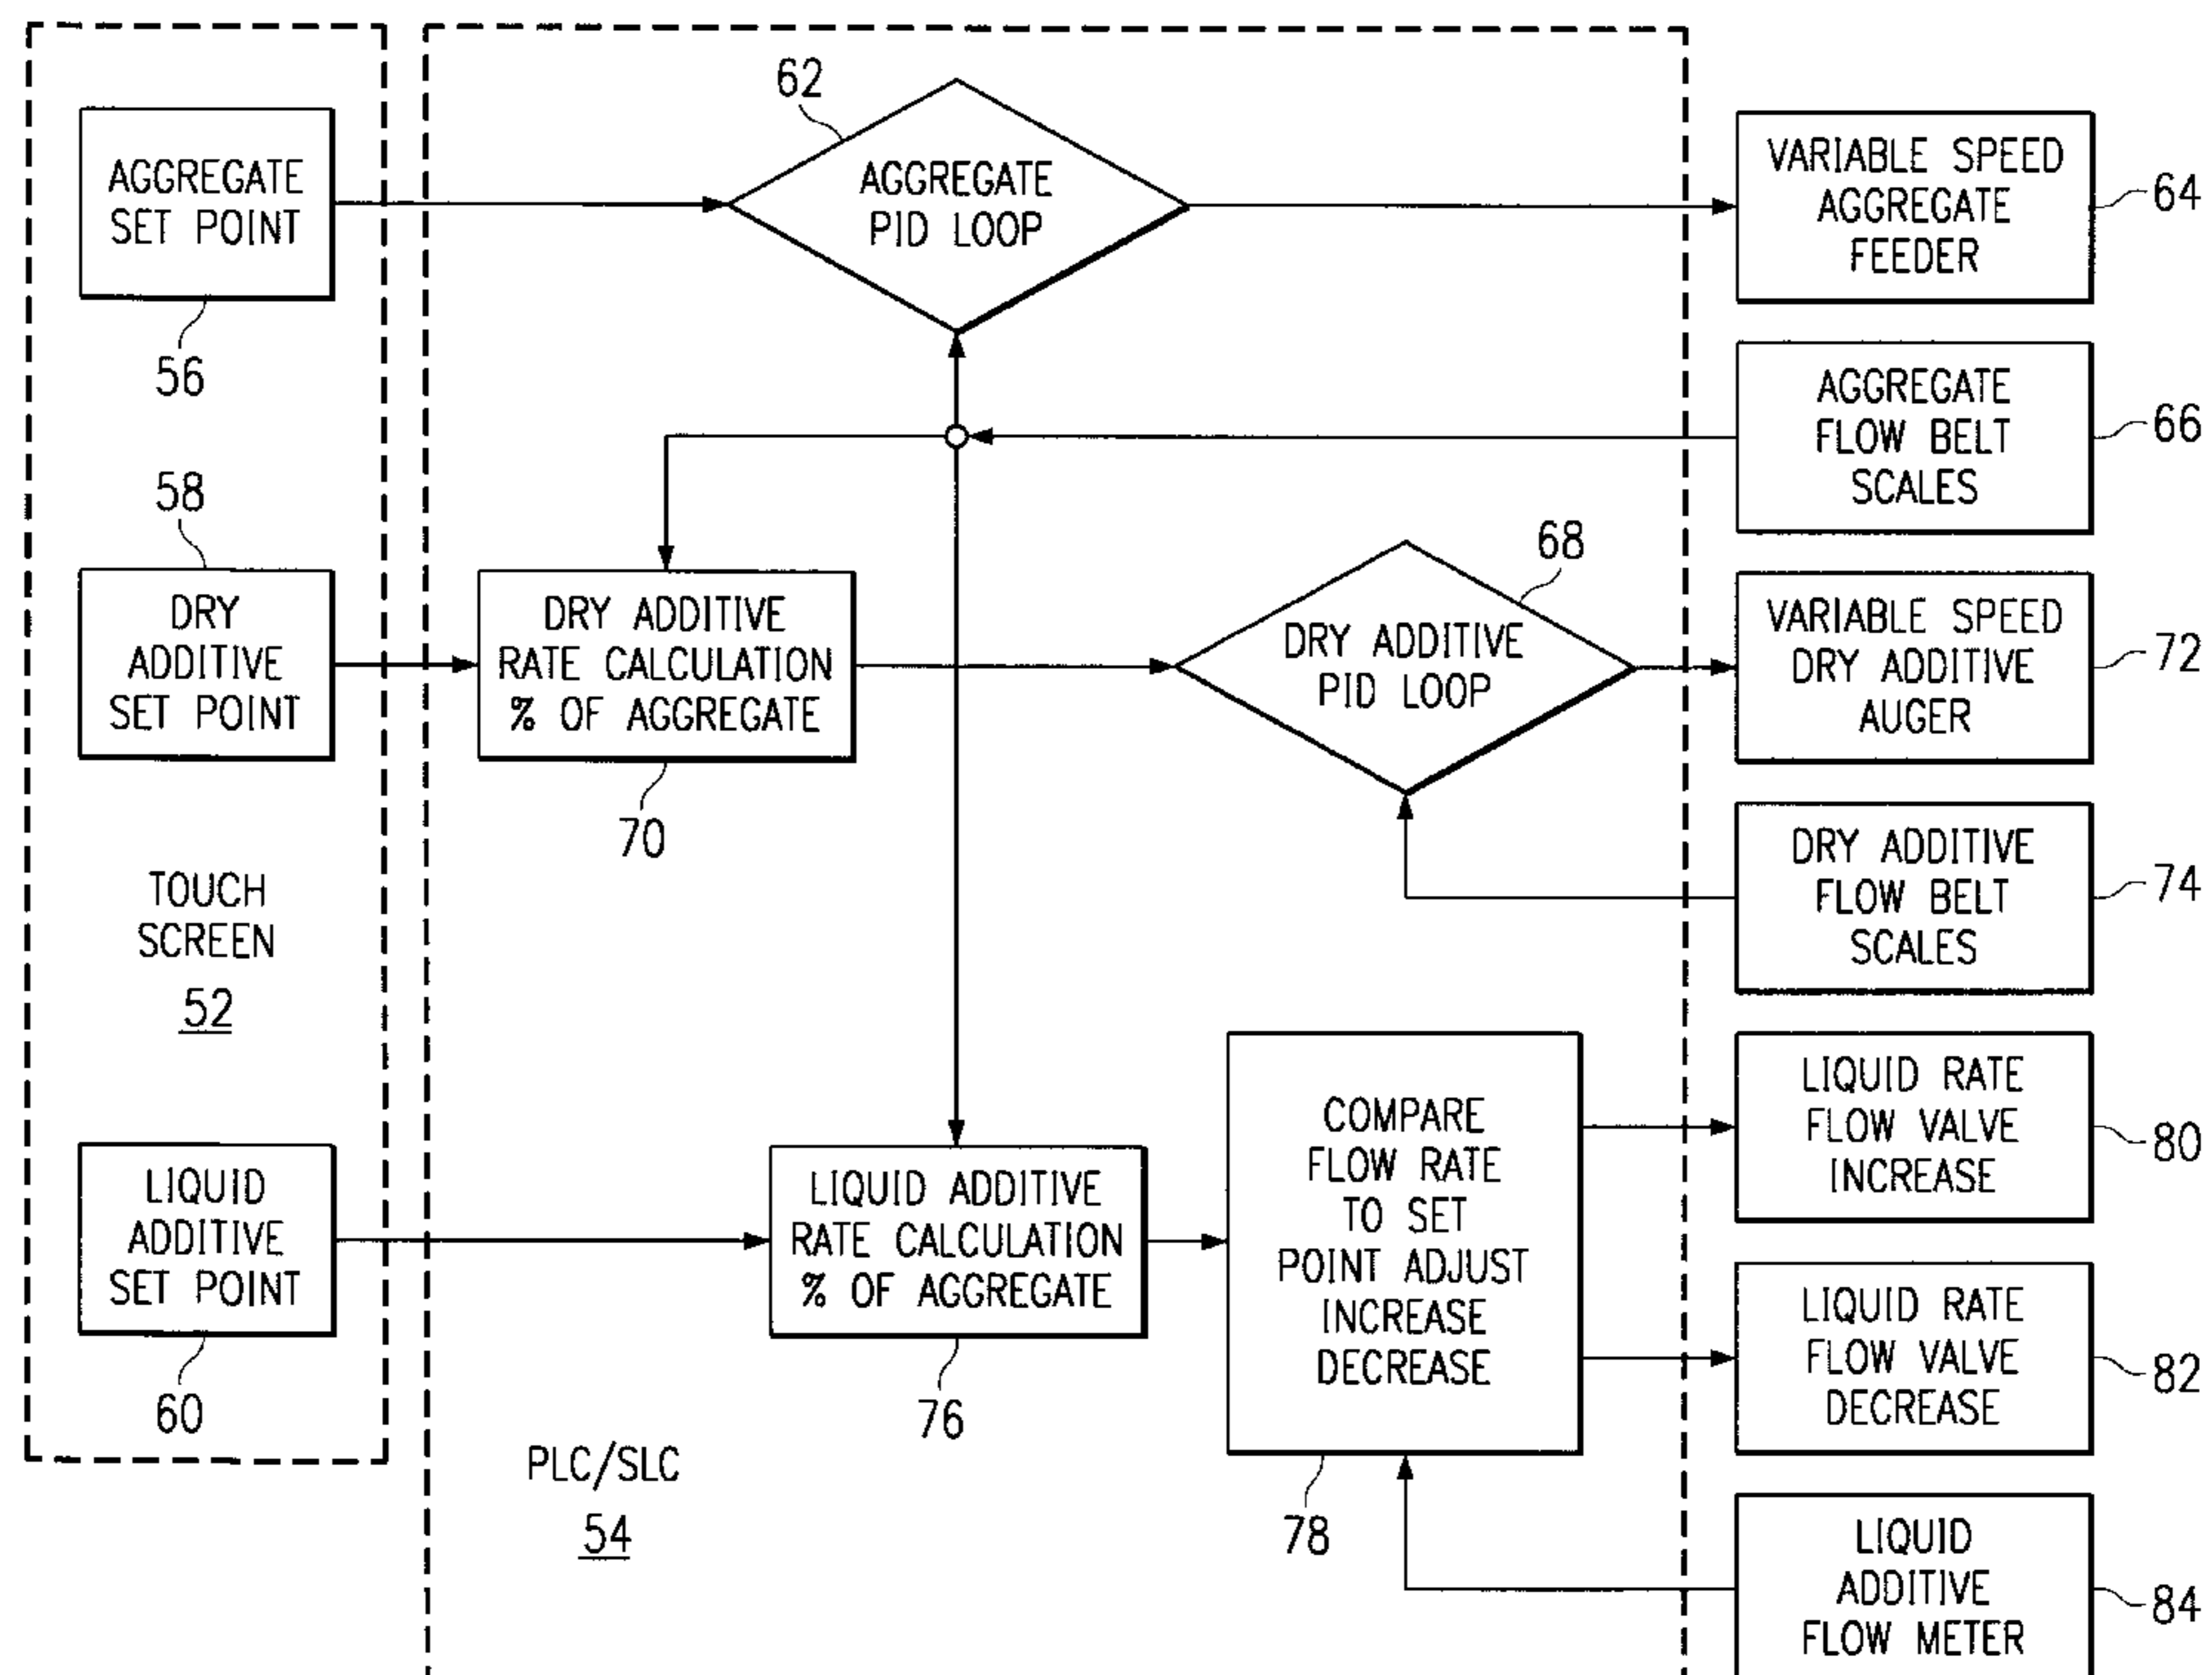 62
AGGREGATE
SET POINT
56
AGGREGATE
PID LOOP
VARIABLE SPEED
AGGREGATE
FEEDER
64
AGGREGATE
FLOW BELT
SCALES
66
58
DRY
ADDITIVE
SET POINT
DRY ADDITIVE
RATE CALCULATION
% OF AGGREGATE
70
68
DRY ADDITIVE
PID LOOP
VARIABLE SPEED
DRY ADDITIVE
AUGER
72
DRY ADDITIVE
FLOW BELT
SCALES
74
TOUCH
SCREEN
52
LIQUID
ADDITIVE
SET POINT
60
LIQUID ADDITIVE
RATE CALCULATION
% OF AGGREGATE
76
COMPARE
FLOW RATE
TO SET
POINT ADJUST
INCREASE
DECREASE
78
LIQUID RATE
FLOW VALVE
INCREASE
80
LIQUID RATE
FLOW VALVE
DECREASE
82
PLC/SLC
54
LIQUID
ADDITIVE
FLOW METER
84